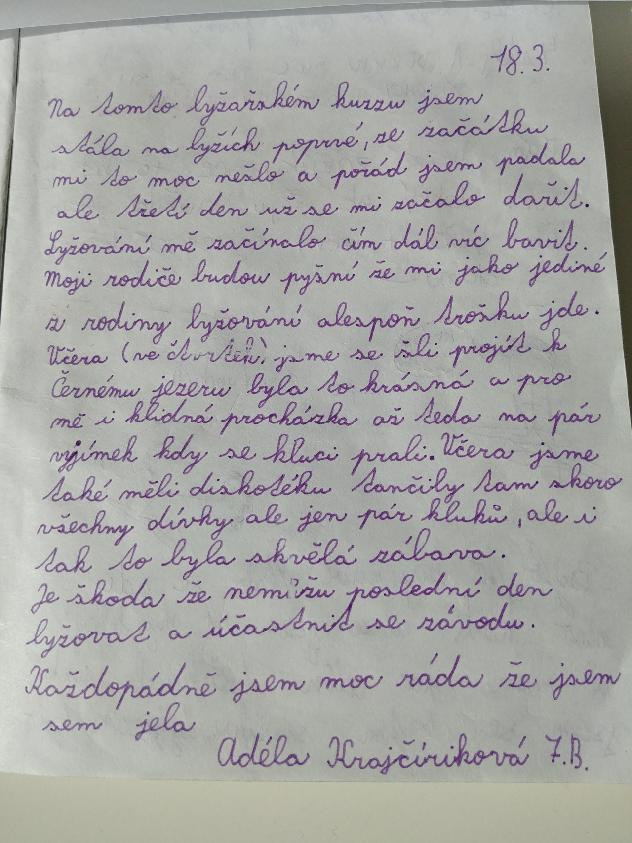 18.3.
Na tomto lyžařském kurzu jsem
stála na lyžích poprvé, ze začátku
mi to moc nešlo a pořád jsem padala
ale třetí den už se mi začalo dařit.
Lyžování mě začínalo čím dál víc bavit.
Moji rodiče budou pyšní že mi jako jediné
z rodiny lyžování alespoň trošku jde.
Včera (ve čtvrtek) jsme se šli projít k
Černému jezeru byla to krásná a pro
mě i klidná procházka až teda na pár
vyjímek kdy se kluci prali. Včera jsme
také měli diskotéku tančily tam skoro
všechny dívky ale jen pár kluků, ale i
tak to byla skvělá zábava.
Je škoda že nemůžu poslední den
lyžovat a účastnit se závodu.
Každopádně jsem moc ráda že jsem
sem jela
Adéla Krajčíriková 7.B.